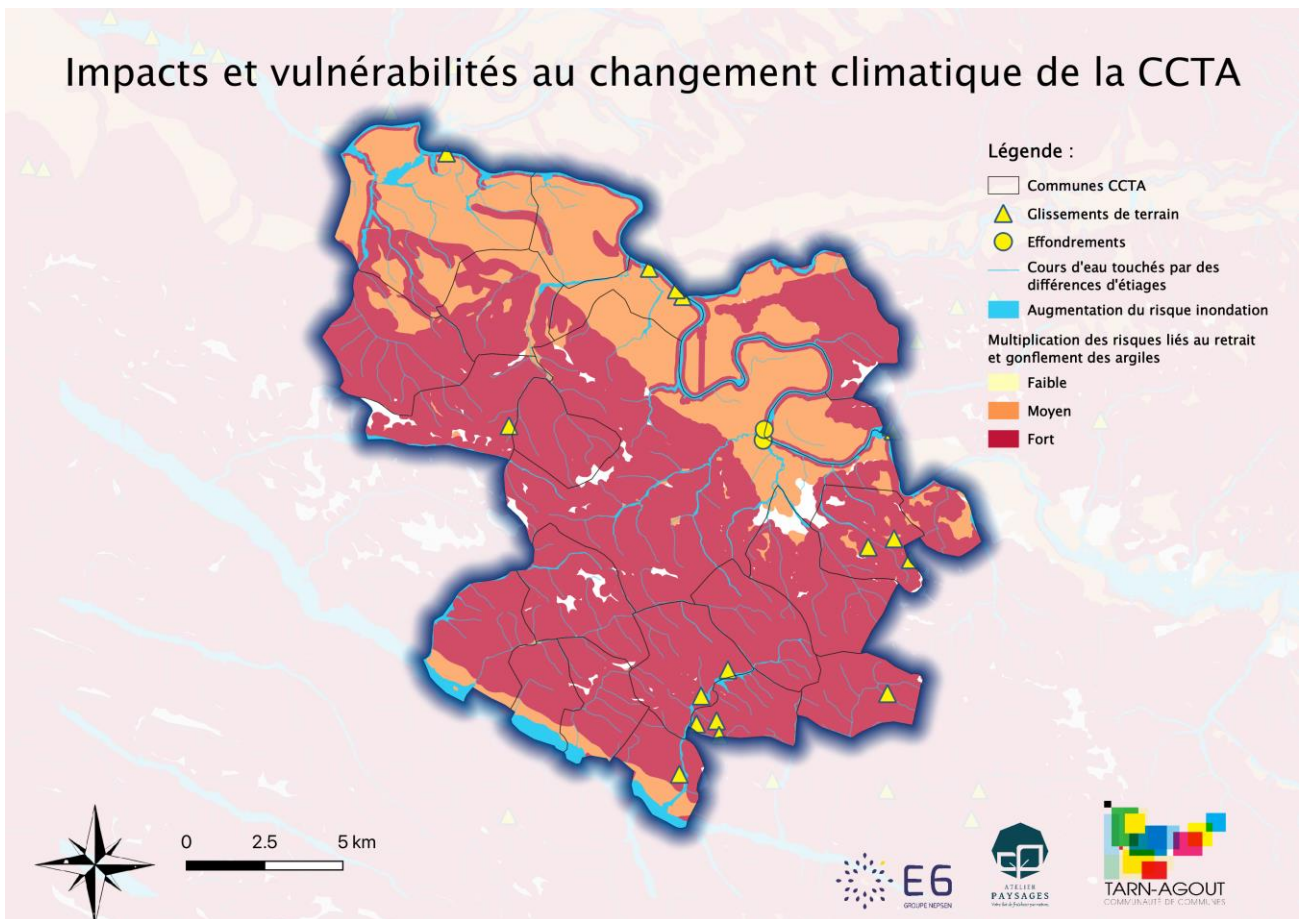 Impacts et vulnérabilités au changement climatique de la CCTA
Légende :
Communes CCTA
Glissements de terrain
Effondrements
Cours d'eau touchés par des
différences d'étiages
Augmentation du risque inondation
Multiplication des risques liés au retrait
et gonflement des argiles
Faible
Moyen
Fort
0 2.5 5 km
E6
GROUPE NEPSEN
ATELIER
PAYSAGES
TARN-AGOUT
COMMUNAUTÉ DE COMMUNES